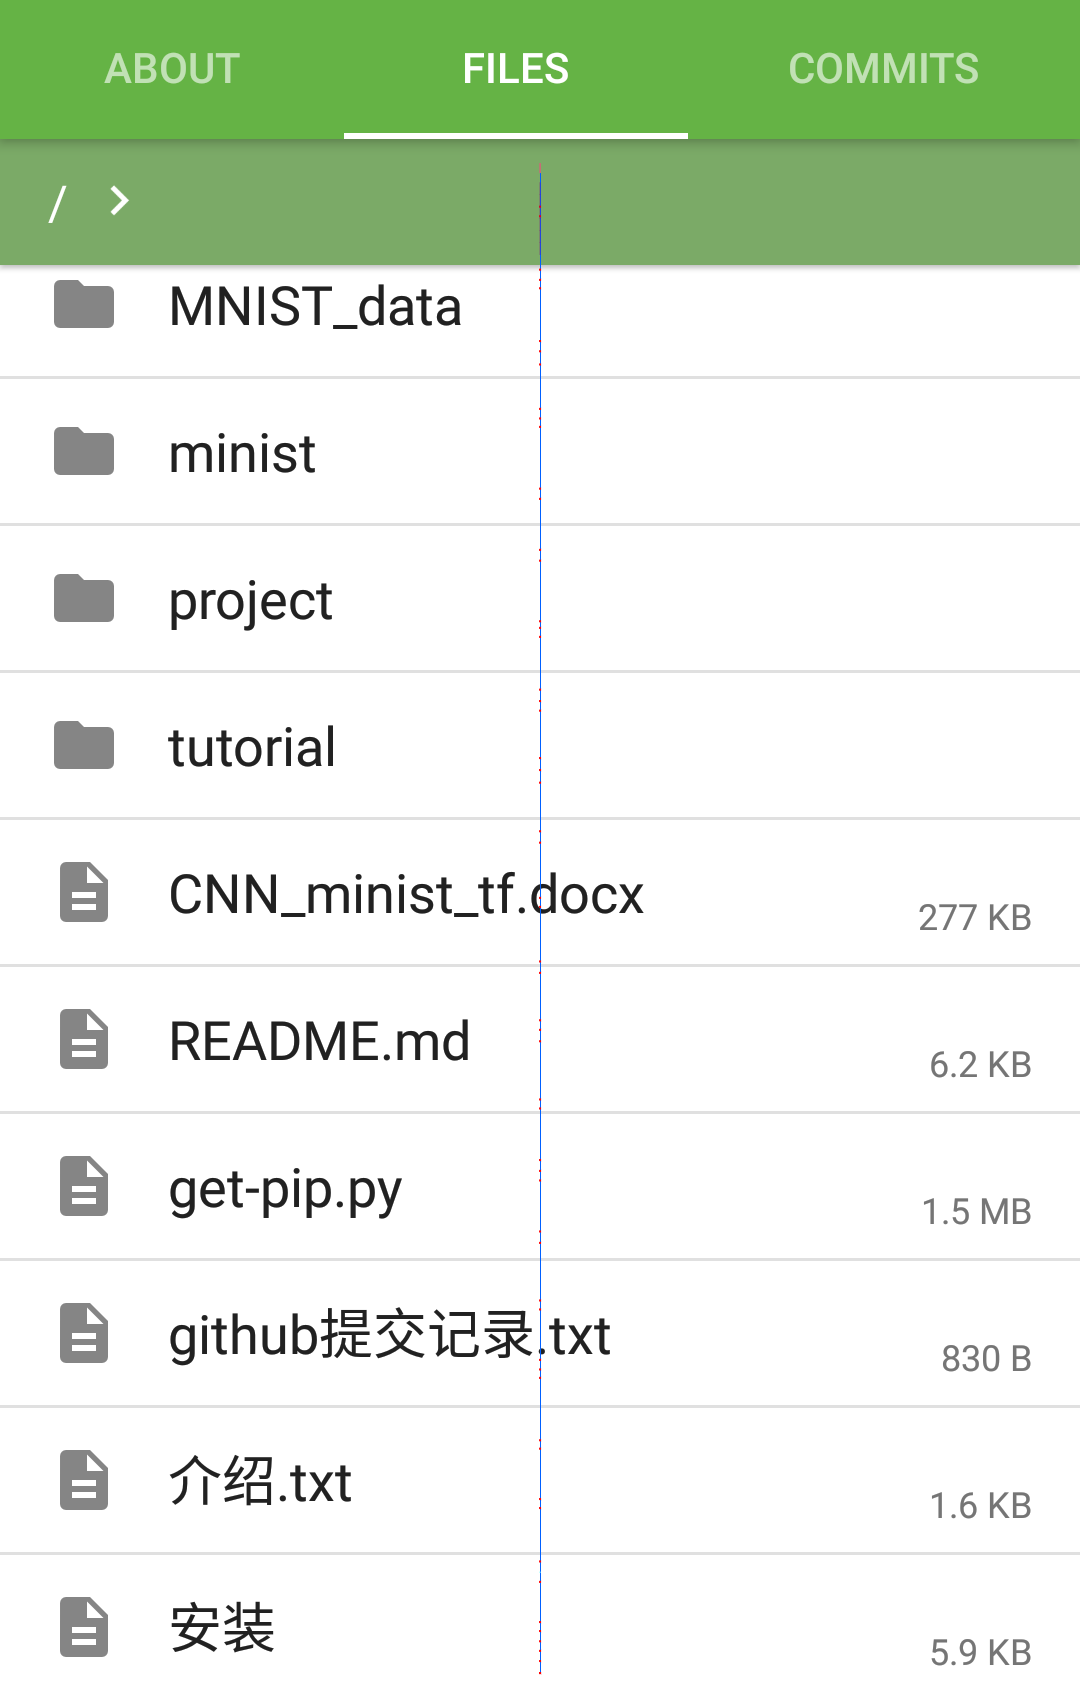 ABOUT FILES COMMITS
/ >
MNIST_data
minist
project
tutorial
CNN_minist_tf.docx
277 KB
README.md
6.2 KB
get-pip.py
1.5 MB
github提交记录.txt
830 B
介绍.txt
1.6 KB
安装
5.9 KB